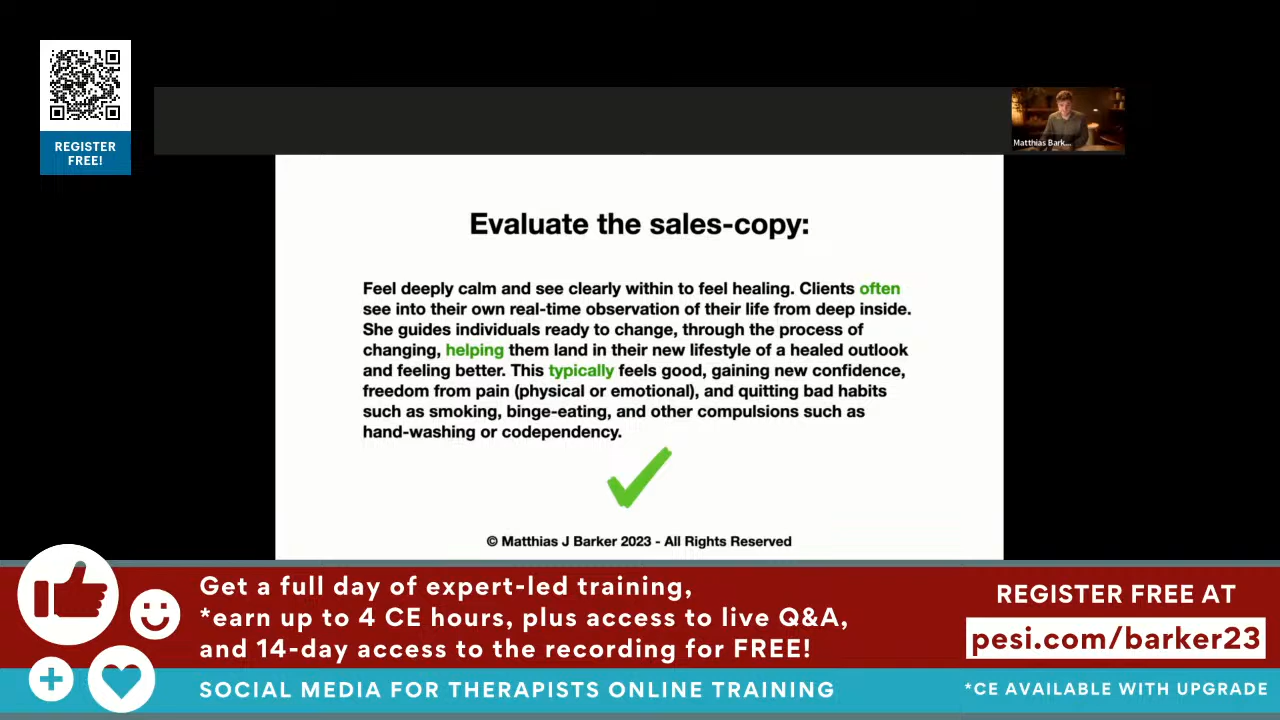 REGISTER
FREE!
Matthias Bark...
Evaluate the sales-copy:
Feel deeply calm and see clearly within to feel healing. Clients often
see into their own real-time observation of their life from deep inside.
She guides individuals ready to change, through the process of
changing, helping them land in their new lifestyle of a healed outlook
and feeling better. This typically feels good, gaining new confidence,
freedom from pain (physical or emotional), and quitting bad habits
such as smoking, binge-eating, and other compulsions such as
hand-washing or codependency.
© Matthias J Barker 2023 - All Rights Reserved
Get a full day of expert-led training,
*earn up to 4 CE hours, plus access to live Q&A,
and 14-day access to the recording for FREE!
REGISTER FREE AT
pesi.com/barker23
SOCIAL MEDIA FOR THERAPISTS ONLINE TRAINING
*CE AVAILABLE WITH UPGRADE